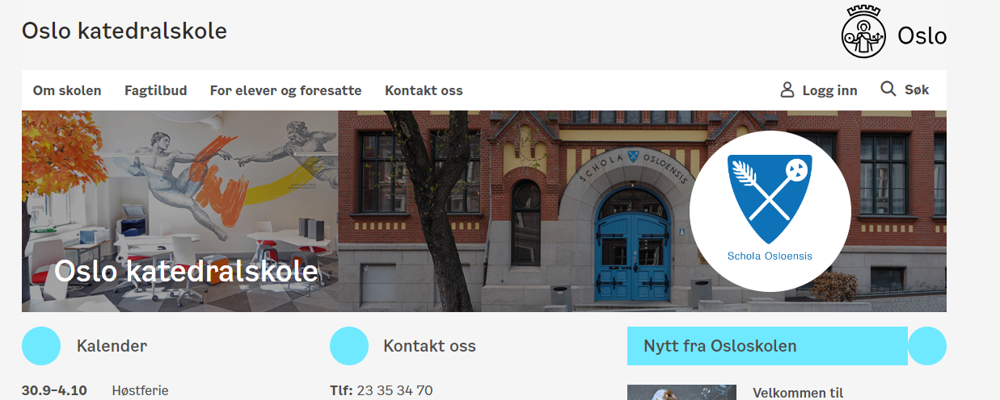 Oslo katedralskole
Oslo
Om skolen Fagtilbud For elever og foresatte Kontakt oss Logg inn Søk
SCHOLA OSLOENSIS
Schola Osloensis
Oslo katedralskole
Kalender
30.9–4.10 Høstferie
Kontakt oss
Tlf: 23 35 34 70
Nytt fra Osloskolen
Velkommen til